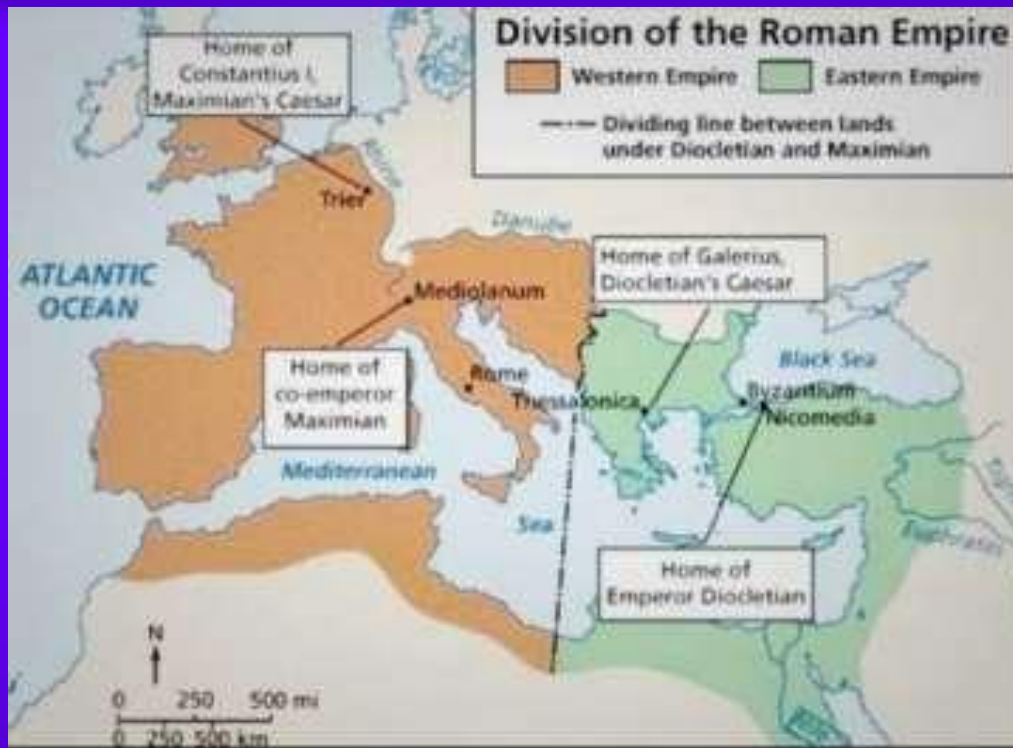 Division of the Roman Empire
Western Empire
Eastern Empire
Dividing line between lands
under Diocletian and Maximian
Home of
Constantius I,
Maximian's Caesar
Rhine
Trier
Danube
Home of Galerius,
Diocletian's Caesar
ATLANTIC
OCEAN
Mediolanum
Black Sea
Home of
co-emperor
Maximian
Rome
Thessalonica
Byzantium
Nicomedia
Mediterranean
Sea
Euphrates
Home of
Emperor Diocletian
N
0 250 500 mi
0 250 500 km